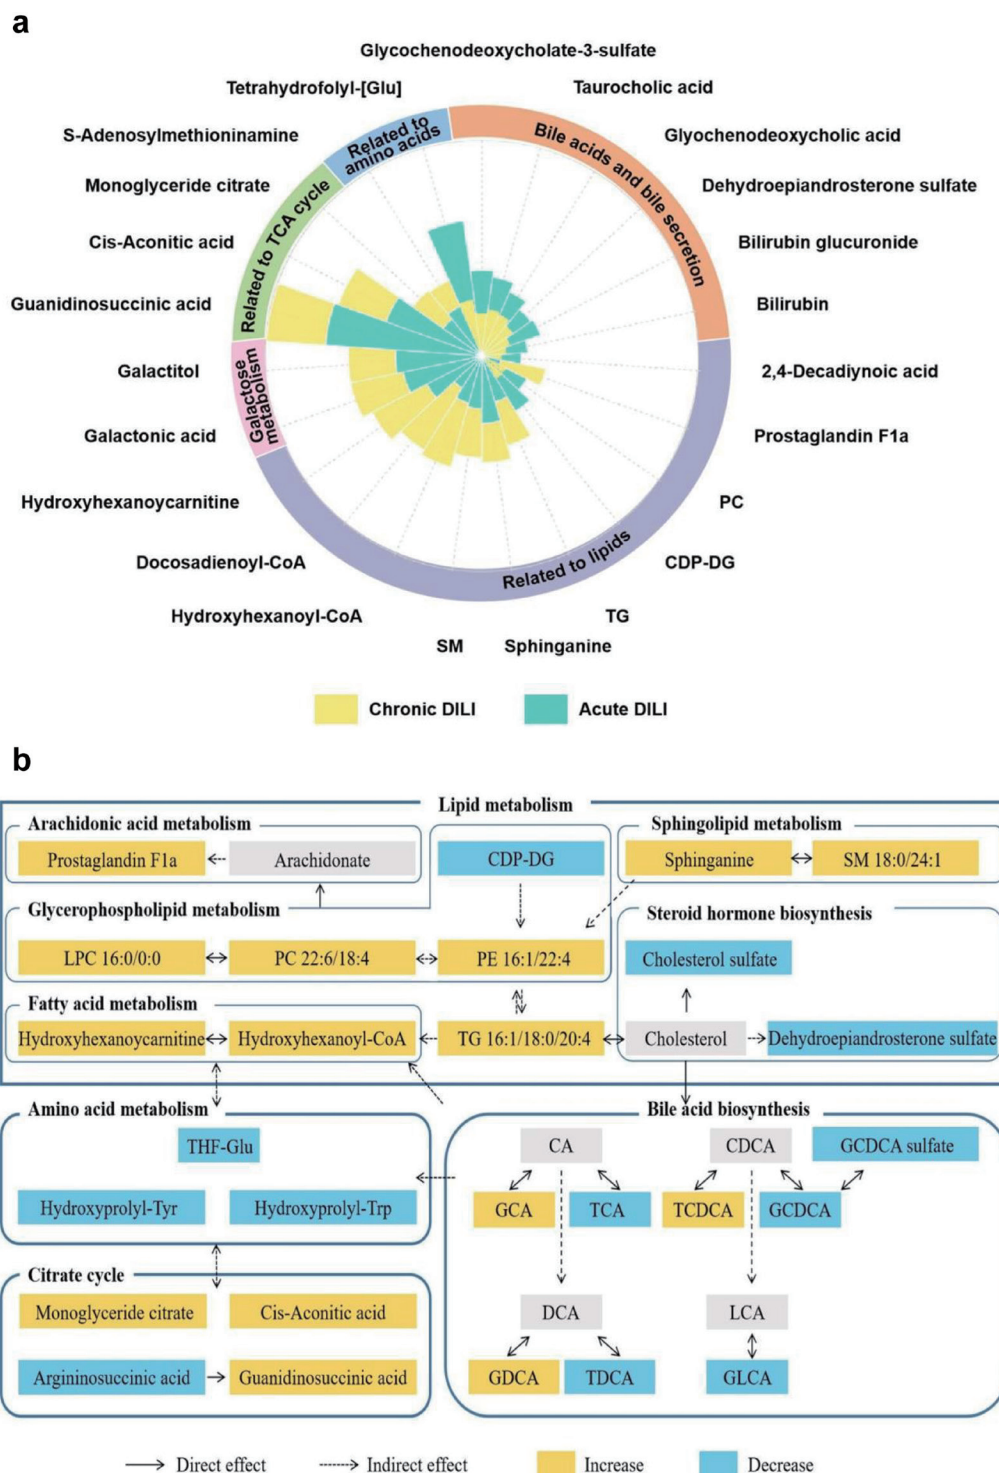 a
Glycochenodeoxycholate-3-sulfate
Tetrahydrofolyl-[Glu]
Taurocholic acid
S-Adenosylmethioninamine
Glyochenodeoxycholic acid
Monoglyceride citrate
Dehydroepiandrosterone sulfate
Cis-Aconitic acid
Bilirubin glucuronide
Guanidinosuccinic acid
Bilirubin
Galactitol
2,4-Decadiynoic acid
Galactonic acid
Prostaglandin F1a
Hydroxyhexanoycarnitine
PC
Docosadienoyl-CoA
CDP-DG
Hydroxyhexanoyl-CoA
TG
SM
Sphinganine
Related to
amino acids
Bile acids and bile secretion
Related to TCA cycle
Galactose
metabolism
Related to lipids
Chronic DILI
Acute DILI
b
Lipid metabolism
Arachidonic acid metabolism
Sphingolipid metabolism
Prostaglandin F1a
Arachidonate
CDP-DG
Sphinganine
SM 18:0/24:1
Glycerophospholipid metabolism
Steroid hormone biosynthesis
LPC 16:0/0:0
PC 22:6/18:4
PE 16:1/22:4
Cholesterol sulfate
Fatty acid metabolism
Hydroxyhexanoycarnitine
Hydroxyhexanoyl-CoA
TG 16:1/18:0/20:4
Cholesterol
Dehydroepiandrosterone sulfate
Amino acid metabolism
Bile acid biosynthesis
THF-Glu
CA
CDCA
GCDCA sulfate
Hydroxyprolyl-Tyr
Hydroxyprolyl-Trp
GCA
TCA
TCDCA
GCDCA
Citrate cycle
Monoglyceride citrate
Cis-Aconitic acid
DCA
LCA
Argininosuccinic acid
Guanidinosuccinic acid
GDCA
TDCA
GLCA
Direct effect
Indirect effect
Increase
Decrease